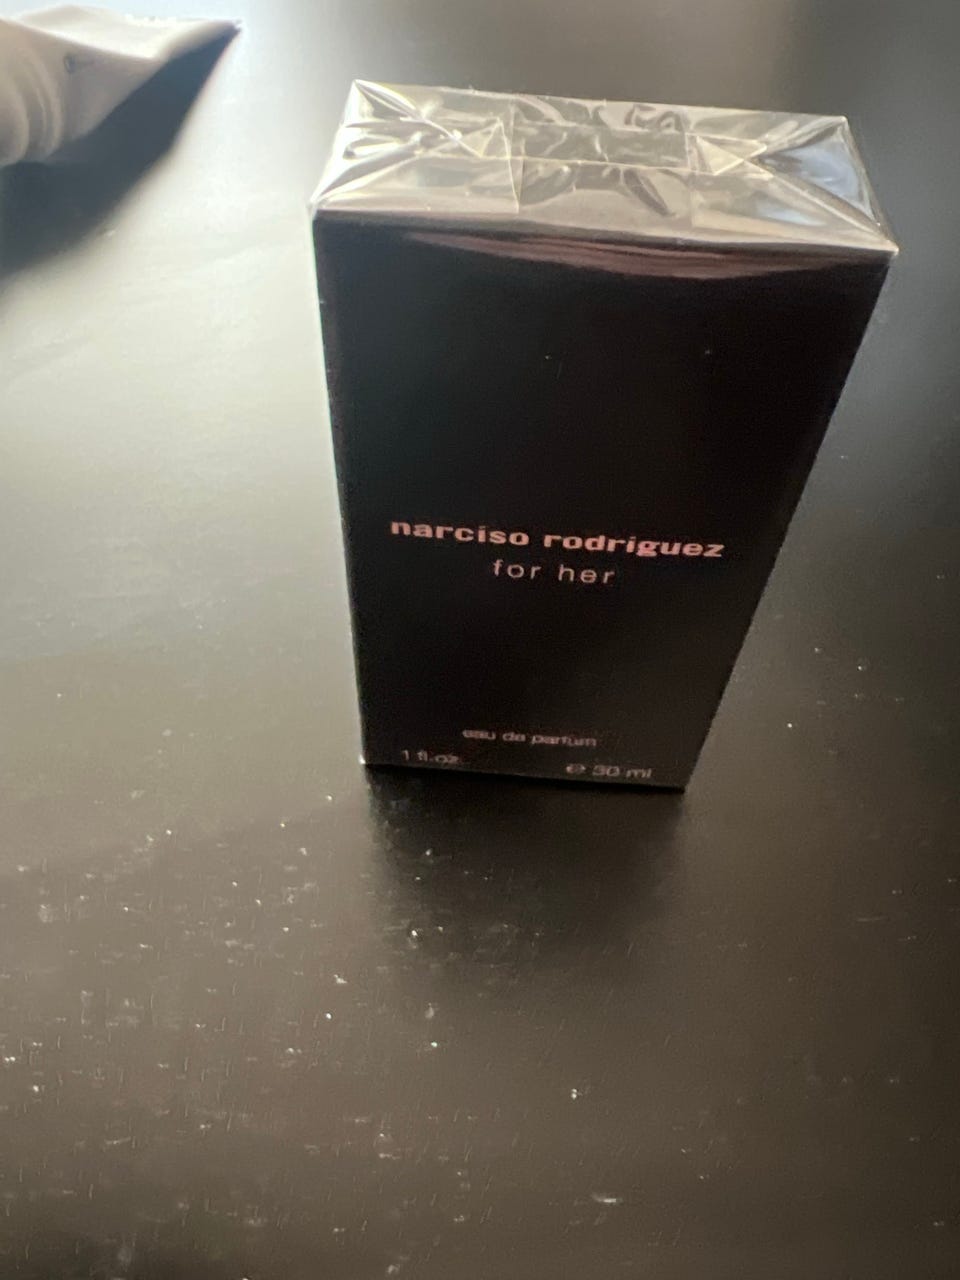 narciso rodriguez
for her
eau de parfum
1 fl.oz. ℮ 30 ml